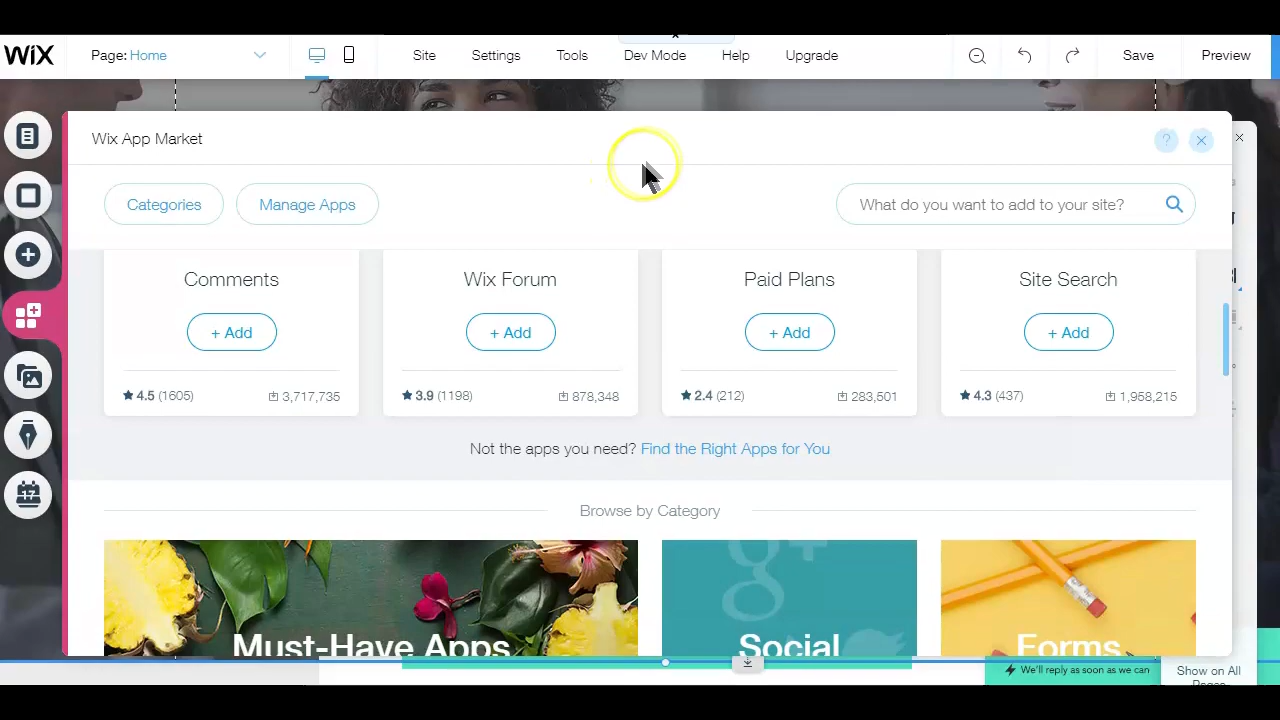 WiX
Page: Home
Site
Settings
Tools
Dev Mode
Help
Upgrade
Save
Preview
Wix App Market
?
Categories
Manage Apps
What do you want to add to your site?
Comments
Wix Forum
Paid Plans
Site Search
+ Add
+ Add
+ Add
+ Add
4.5 (1605)
3,717,735
3.9 (1198)
878,348
2.4 (212)
283,501
4.3 (437)
1,958,215
17
Not the apps you need? Find the Right Apps for You
Browse by Category
g+
Must-Have Apps
Social
Forms
We'll reply as soon as we can
Show on All
Pages